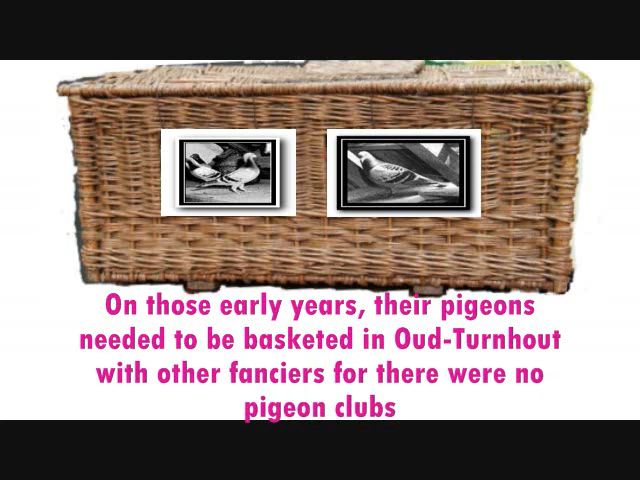 On those early years, their pigeons
needed to be basketed in Oud-Turnhout
with other fanciers for there were no
pigeon clubs